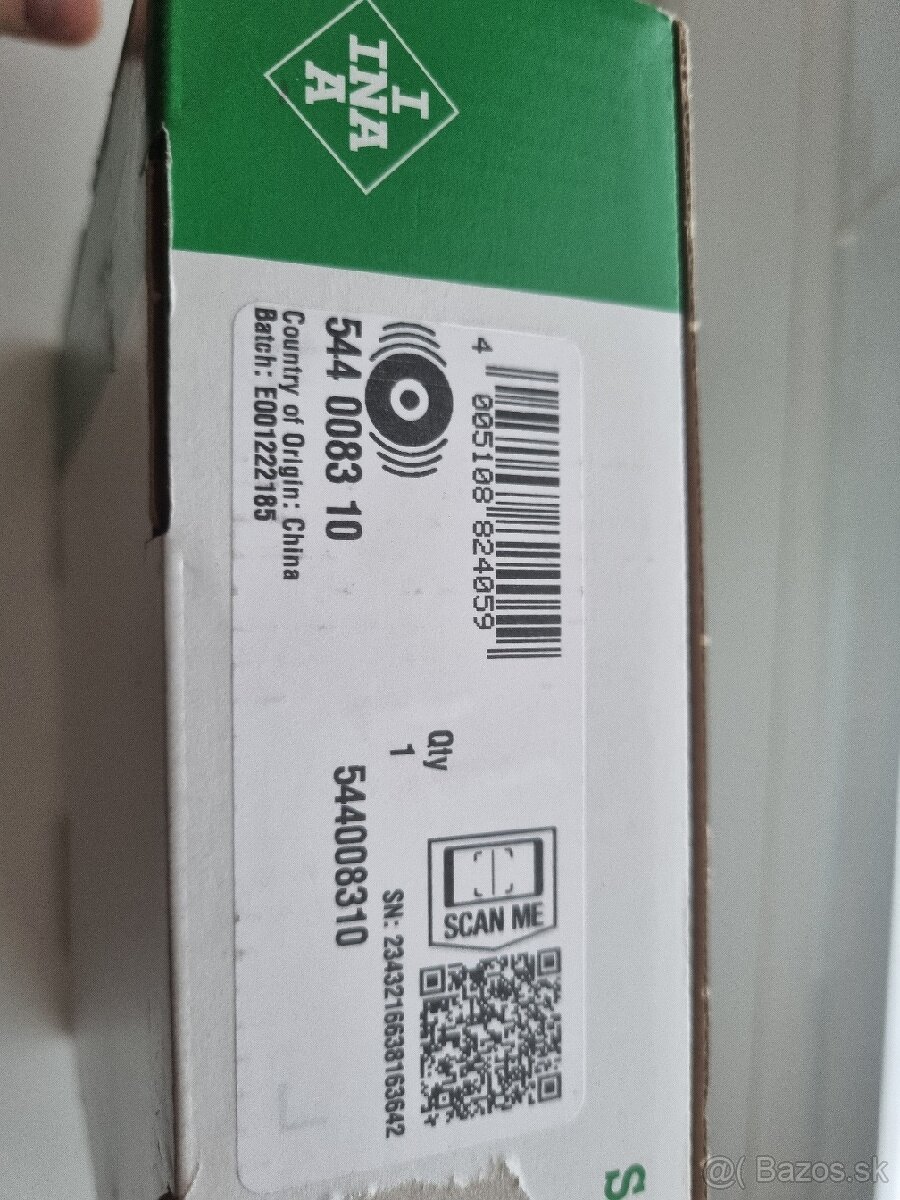 I
INA
A
4 005108 824059
544 0083 10
Country of Origin: China
Batch: E001222185
Qty
1
54408310
SCAN ME
SN: 23432166381636​42
S
@( Bazos.sk